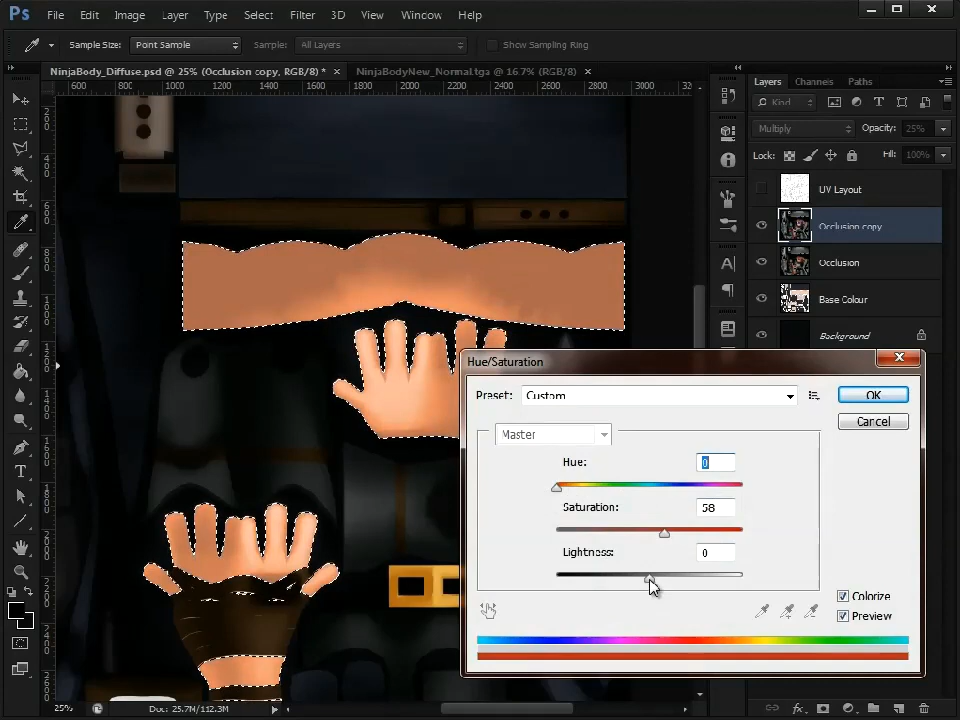 Ps File Edit Image Layer Type Select Filter 3D View Window Help
Sample Size: Point Sample Sample: All Layers Show Sampling Ring
NinjaBody_Diffuse.psd @ 25% (Occlusion copy, RGB/8) * × NinjaBodyNew_Normal.tga @ 16.7% (RGB/8) ×
600 800 1000 1200 1400 1600 1800 2000 2200 2400 2600 2800 3000
Layers Channels Paths
Kind
Multiply Opacity: 25%
Lock: Fill: 100%
UV Layout
Occlusion copy
Occlusion
Base Colour
Background
Hue/Saturation
Preset: Custom OK
Cancel
Master
Hue: 0
Saturation: 58
Lightness: 0
Colorize
Preview
25% Doc: 25.7M/112.3M